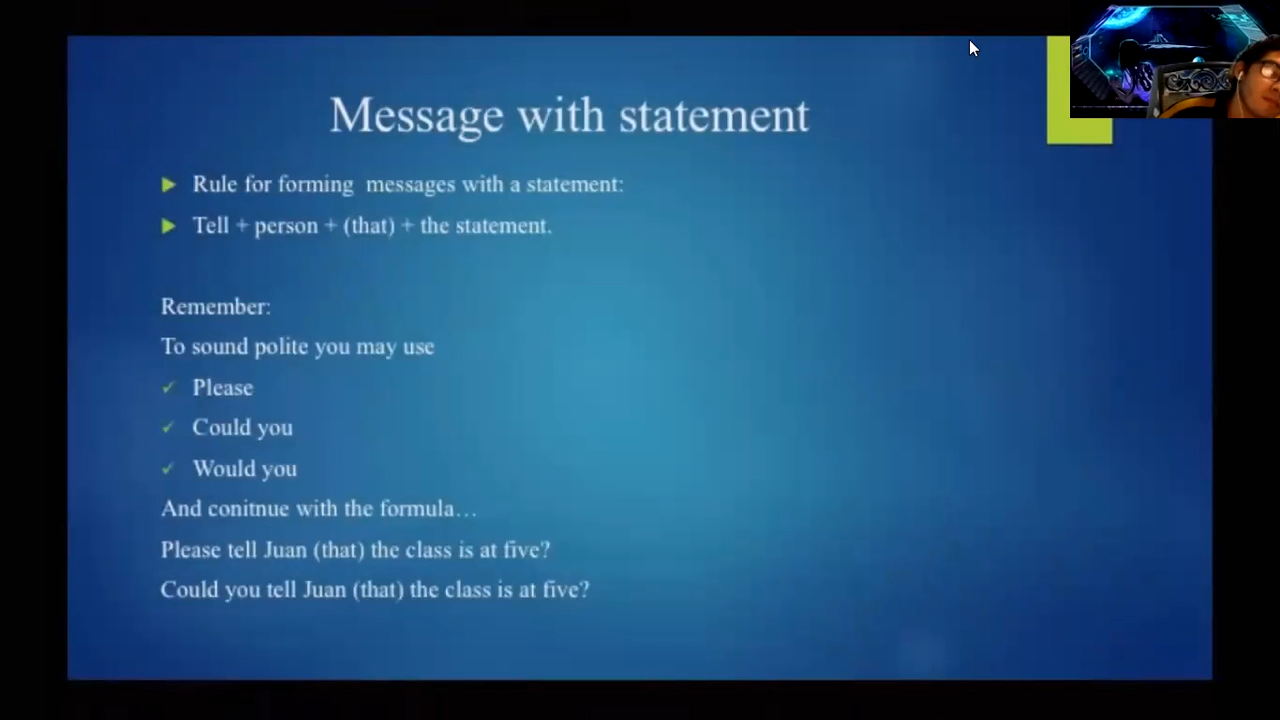 Message with statement
Rule for forming messages with a statement:
Tell + person + (that) + the statement.
Remember:
To sound polite you may use
Please
Could you
Would you
And conitnue with the formula…
Please tell Juan (that) the class is at five?
Could you tell Juan (that) the class is at five?